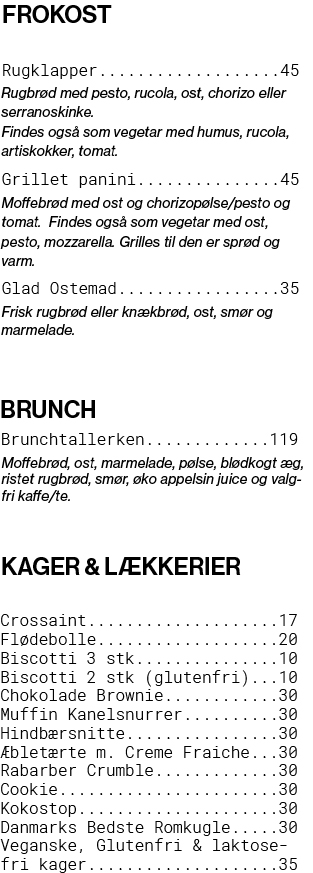 FROKOST
Rugklapper...................45
Rugbrød med pesto, rucola, ost, chorizo eller
serranoskinke.
Findes også som vegetar med humus, rucola,
artiskokker, tomat.
Grillet panini...............45
Moffebrød med ost og chorizopølse/pesto og
tomat.  Findes også som vegetar med ost,
pesto, mozzarella. Grilles til den er sprød og
varm.
Glad Ostemad.................35
Frisk rugbrød eller knækbrød, ost, smør og
marmelade.
BRUNCH
Brunchtallerken.............119
Moffebrød, ost, marmelade, pølse, blødkogt æg,
ristet rugbrød, smør, øko appelsin juice og valg-
fri kaffe/te.
KAGER & LÆKKERIER
Crossaint....................17
Flødebolle...................20
Biscotti 3 stk...............10
Biscotti 2 stk (glutenfri)...10
Chokolade Brownie............30
Muffin Kanelsnurrer..........30
Hindbærsnitte................30
Æbletærte m. Creme Fraiche...30
Rabarber Crumble.............30
Cookie.......................30
Kokostop.....................30
Danmarks Bedste Romkugle.....30
Veganske, Glutenfri & laktose-
fri kager....................35